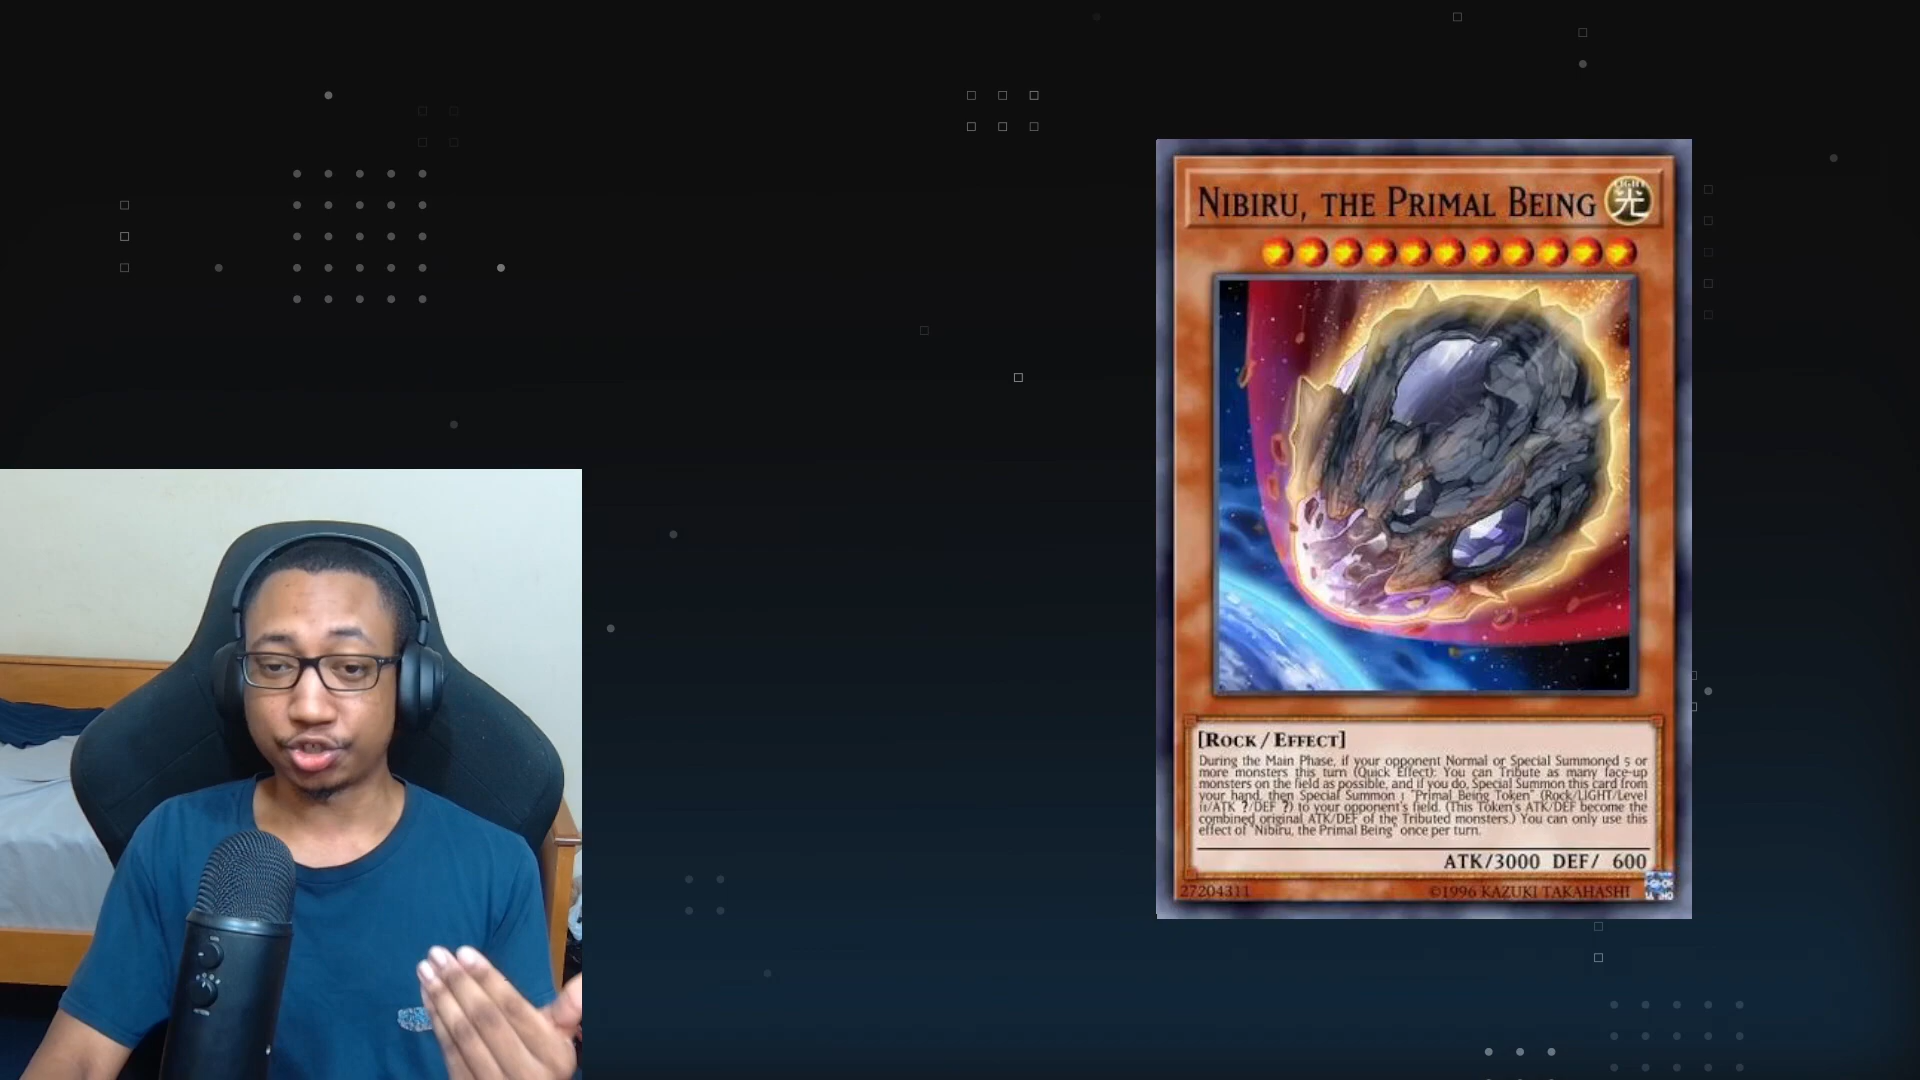 NIBIRU, THE PRIMAL BEING
LIGHT
光
[ROCK / EFFECT]
During the Main Phase, if your opponent Normal or Special Summoned 5 or
more monsters this turn (Quick Effect): You can Tribute as many face-up
monsters on the field as possible, and if you do, Special Summon this card from
your hand, then Special Summon 1 "Primal Being Token" (Rock/LIGHT/Level
11/ATK ?/DEF ?) to your opponent's field. (This Token's ATK/DEF become the
combined original ATK/DEF of the Tributed monsters.) You can only use this
effect of "Nibiru, the Primal Being" once per turn.
ATK/3000 DEF/ 600
27204311
©1996 KAZUKI TAKAHASHI